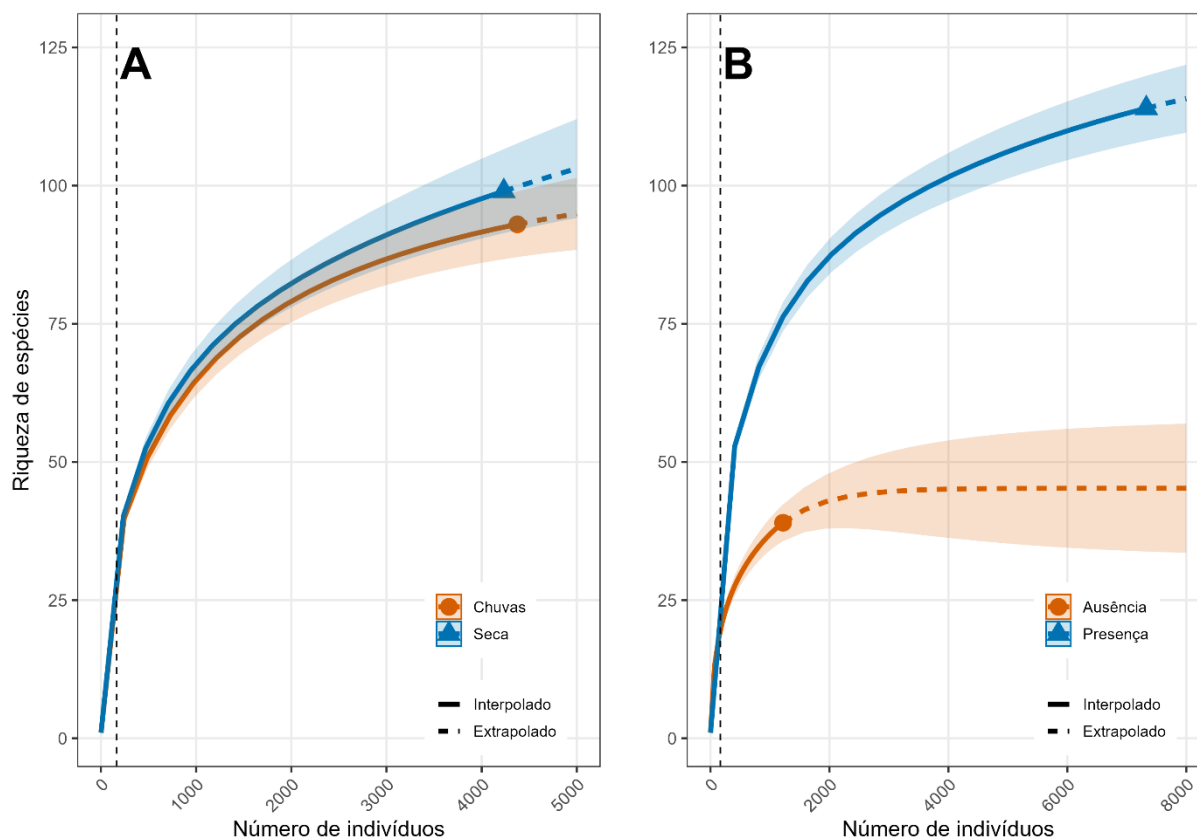 A
B
Riqueza de espécies
125
100
75
50
25
0
Chuvas
Seca
Interpolado
Extrapolado
0
1000
2000
3000
4000
5000
Número de indivíduos
125
100
75
50
25
0
Ausência
Presença
Interpolado
Extrapolado
0
2000
4000
6000
8000
Número de indivíduos